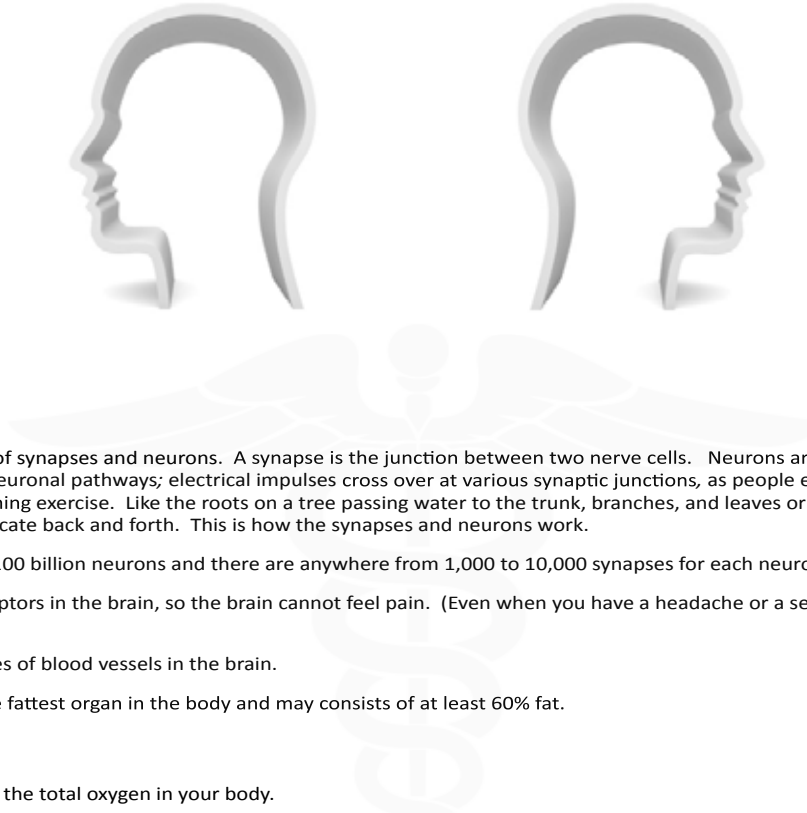 of synapses and neurons.  A synapse is the junction between two nerve cells.   Neurons ar
euronal pathways; electrical impulses cross over at various synaptic junctions, as people e
ning exercise.  Like the roots on a tree passing water to the trunk, branches, and leaves or
cate back and forth.  This is how the synapses and neurons work.
100 billion neurons and there are anywhere from 1,000 to 10,000 synapses for each neuro
ptors in the brain, so the brain cannot feel pain.  (Even when you have a headache or a se
es of blood vessels in the brain.
e fattest organ in the body and may consists of at least 60% fat.
the total oxygen in your body.